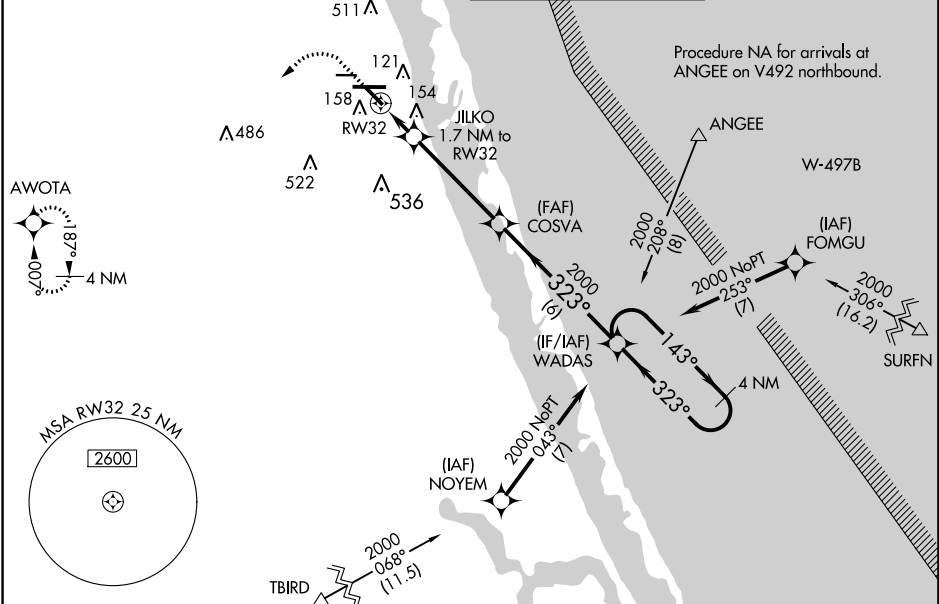 511
Procedure NA for arrivals at
ANGEE on V492 northbound.
121
158
154
RW32
JILKO
1.7 NM to
RW32
ANGEE
486
W-497B
522
536
AWOTA
187°
007°
4 NM
(FAF)
COSVA
2000
208°
(8)
(IAF)
FOMGU
2000 NoPT
253°
(7)
2000
306°
(16.2)
SURFN
2000
323°
(6)
(IF/IAF)
WADAS
143°
323°
4 NM
MSA RW32 25 NM
2600
2000 NoPT
043°
(7)
(IAF)
NOYEM
2000
068°
(11.5)
TBIRD